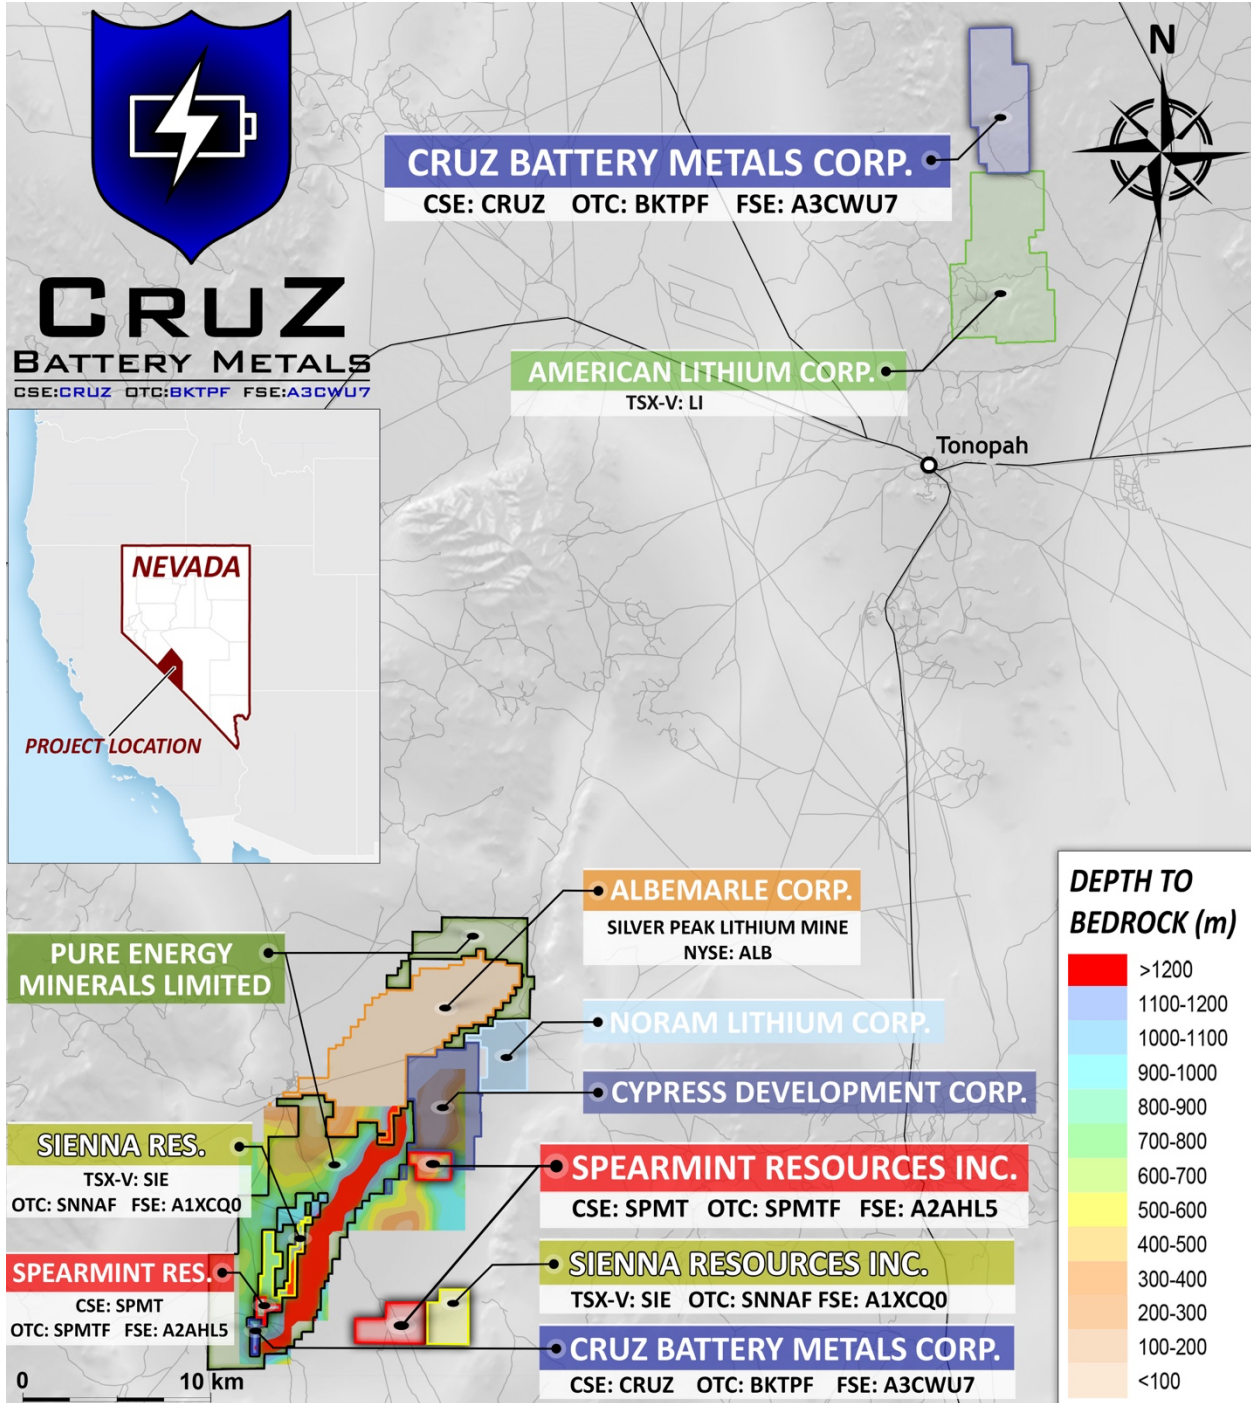 N
CRUZ BATTERY METALS CORP.
CSE: CRUZ OTC: BKTPF FSE: A3CWU7
CRUZ
BATTERY METALS
CSE:CRUZ OTC:BKTPF FSE:A3CWU7
AMERICAN LITHIUM CORP.
TSX-V: LI
Tonopah
NEVADA
PROJECT LOCATION
ALBEMARLE CORP.
SILVER PEAK LITHIUM MINE
NYSE: ALB
PURE ENERGY
MINERALS LIMITED
NORAM LITHIUM CORP.
CYPRESS DEVELOPMENT CORP.
SIENNA RES.
TSX-V: SIE
OTC: SNNAF FSE: A1XCQ0
SPEARMINT RESOURCES INC.
CSE: SPMT OTC: SPMTF FSE: A2AHL5
SPEARMINT RES.
CSE: SPMT
OTC: SPMTF FSE: A2AHL5
SIENNA RESOURCES INC.
TSX-V: SIE OTC: SNNAF FSE: A1XCQ0
CRUZ BATTERY METALS CORP.
CSE: CRUZ OTC: BKTPF FSE: A3CWU7
0 10 km
DEPTH TO
BEDROCK (m)
>1200
1100-1200
1000-1100
900-1000
800-900
700-800
600-700
500-600
400-500
300-400
200-300
100-200
<100